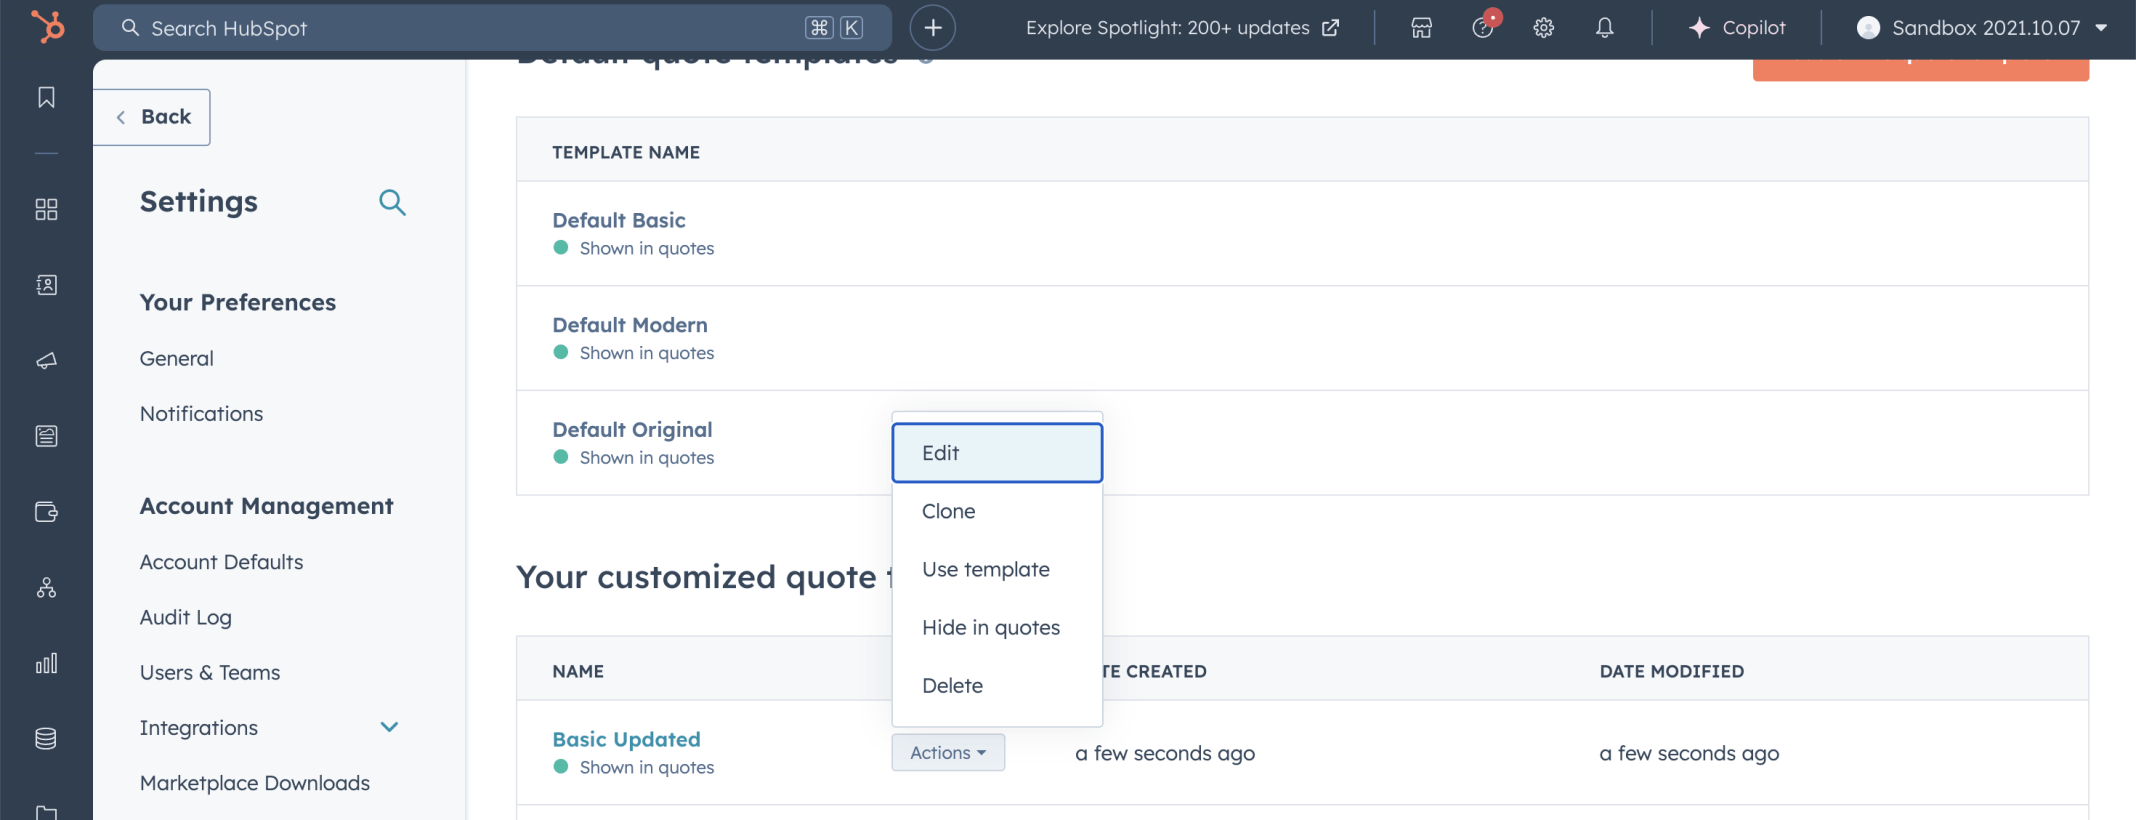 Search HubSpot
⌘ K
Explore Spotlight: 200+ updates
Copilot
Sandbox 2021.10.07
Back
Settings
Your Preferences
General
Notifications
Account Management
Account Defaults
Audit Log
Users & Teams
Integrations
Marketplace Downloads
Default quote templates
TEMPLATE NAME
Default Basic
Shown in quotes
Default Modern
Shown in quotes
Default Original
Shown in quotes
Edit
Clone
Use template
Hide in quotes
Delete
Your customized quote
NAME
TE CREATED
DATE MODIFIED
Basic Updated
Shown in quotes
Actions
a few seconds ago
a few seconds ago